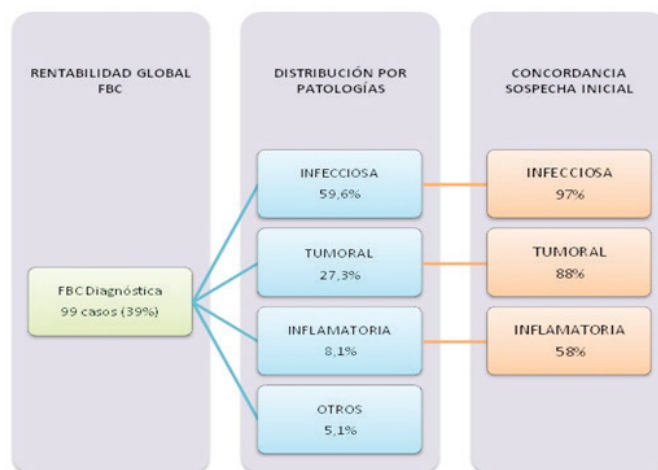 RENTABILIDAD GLOBAL
FBC
FBC Diagnóstica
99 casos (39%)
DISTRIBUCIÓN POR
PATOLOGÍAS
INFECCIOSA
59,6%
TUMORAL
27,3%
INFLAMATORIA
8,1%
OTROS
5,1%
CONCORDANCIA
SOSPECHA INICIAL
INFECCIOSA
97%
TUMORAL
88%
INFLAMATORIA
58%